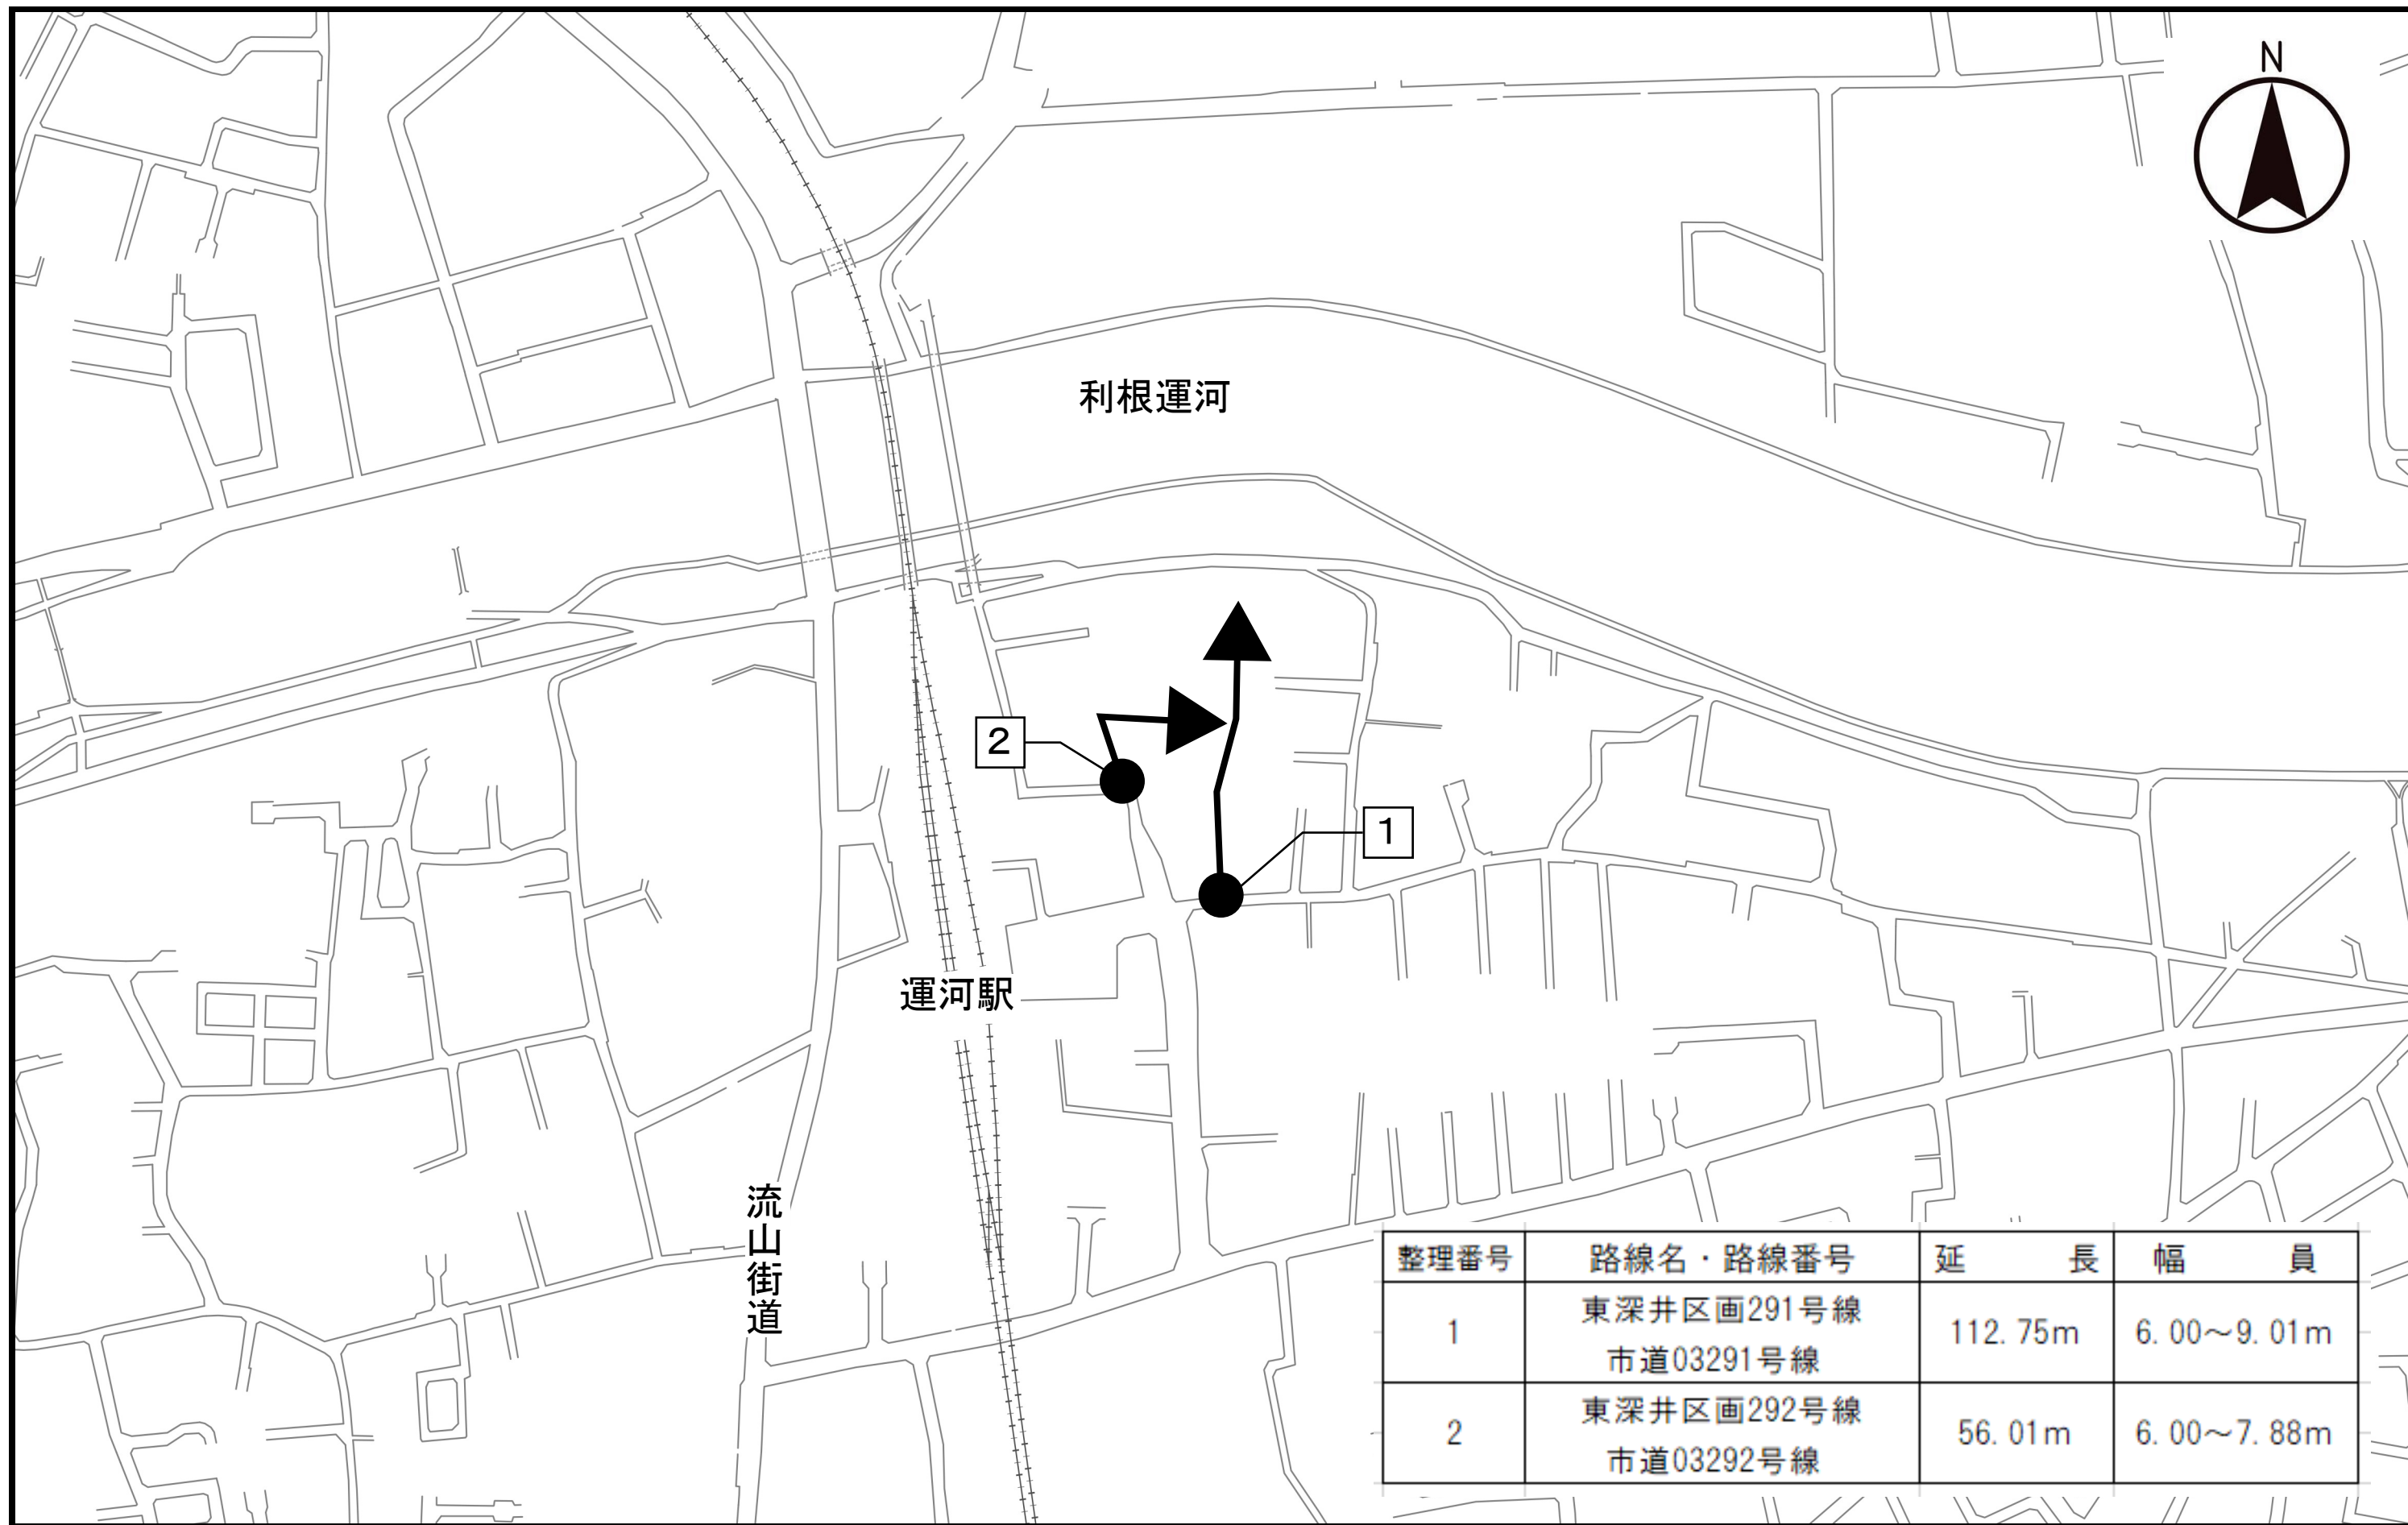 N
利根運河
2
1
運河駅
流山街道
整理番号 路線名・路線番号 延長 幅員
1 東深井区画291号線 市道03291号線 112.75m 6.00～9.01m
2 東深井区画292号線 市道03292号線 56.01m 6.00～7.88m